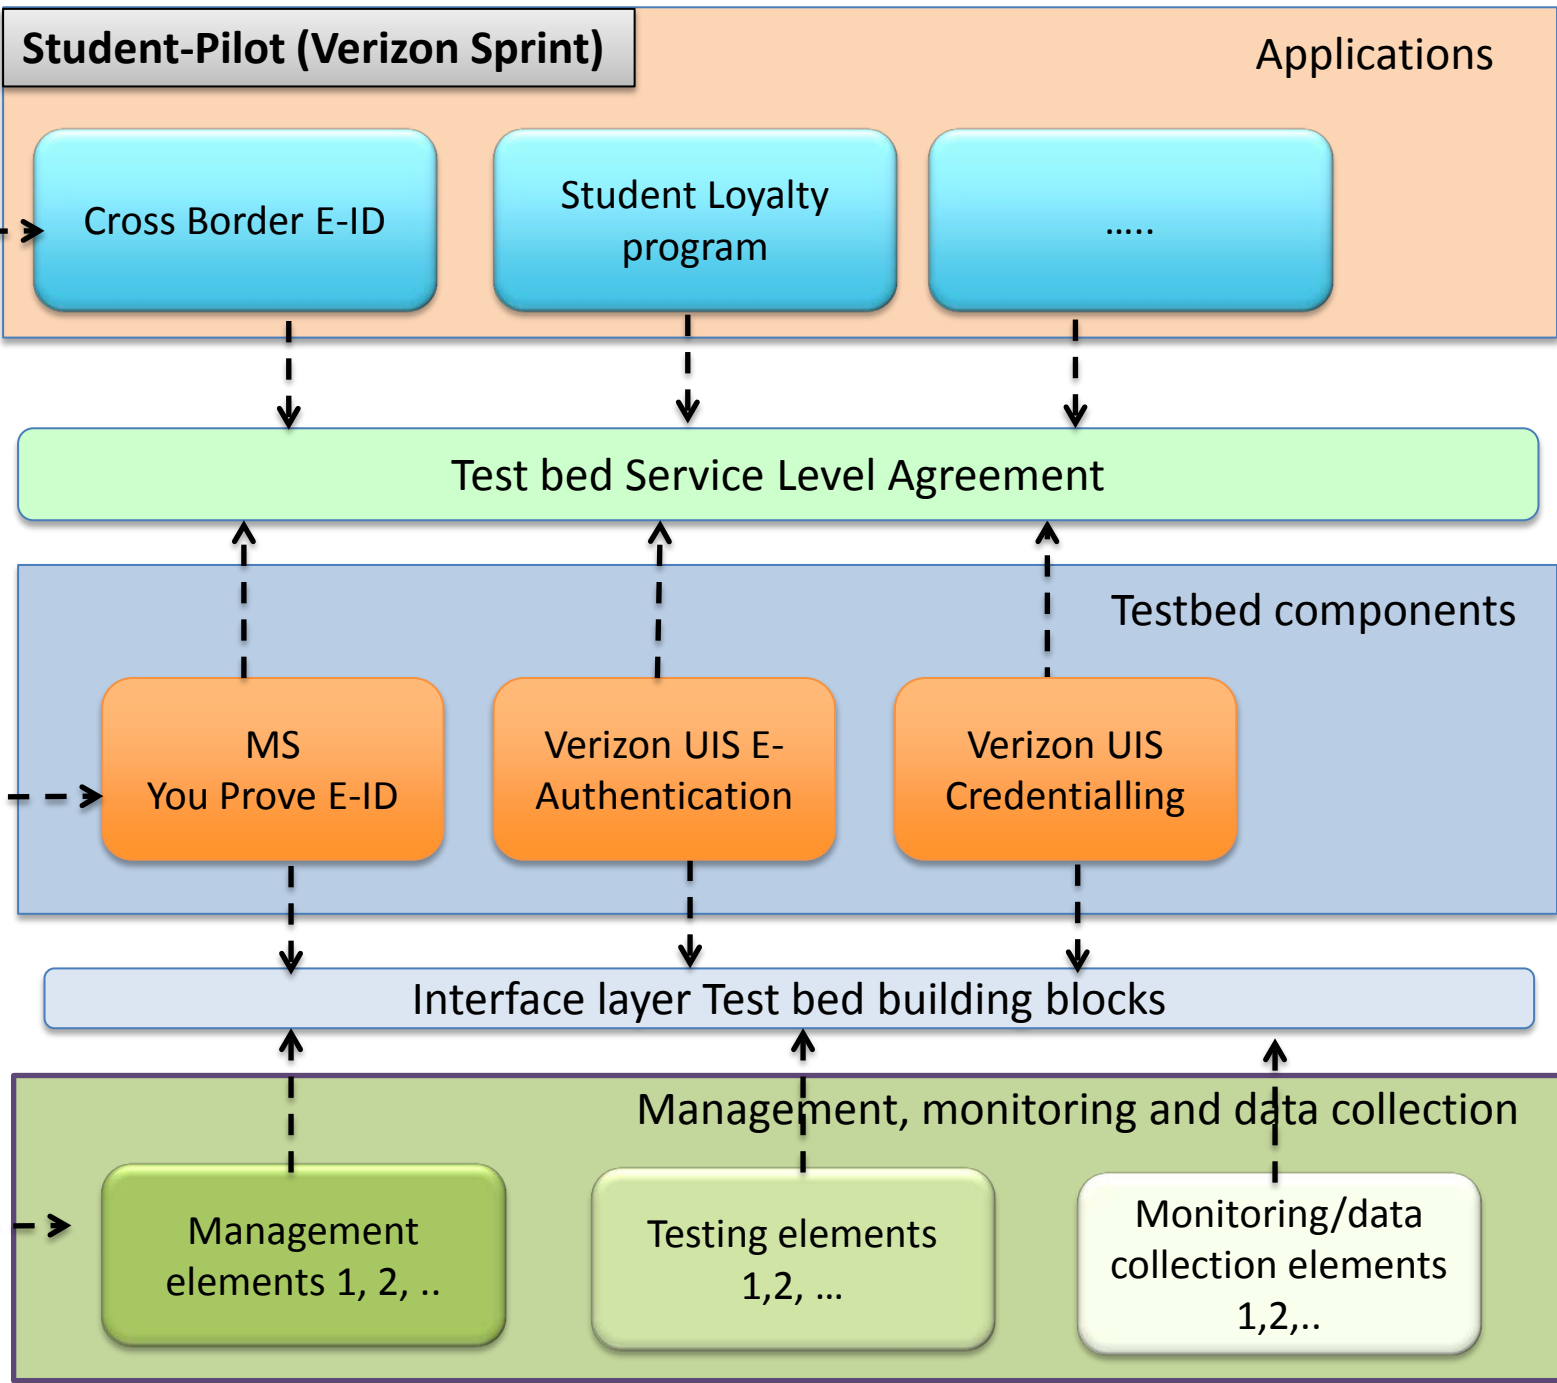 Student-Pilot (Verizon Sprint)
Applications
Cross Border E-ID
Student Loyalty
program
…..
Test bed Service Level Agreement
Testbed components
MS
You Prove E-ID
Verizon UIS E-
Authentication
Verizon UIS
Credentialling
Interface layer Test bed building blocks
Management, monitoring and data collection
Management
elements 1, 2, ..
Testing elements
1,2, …
Monitoring/data
collection elements
1,2,..